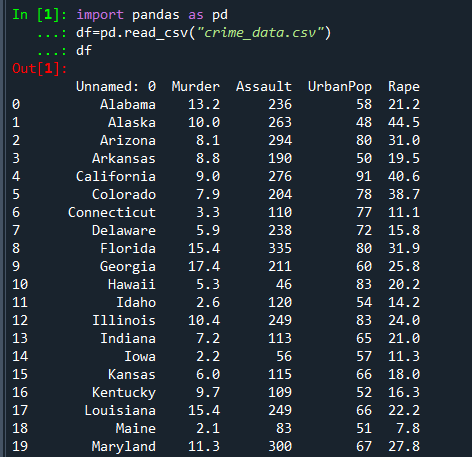 In [1]: import pandas as pd
   ...: df=pd.read_csv("crime_data.csv")
   ...: df
Out[1]:
        Unnamed: 0  Murder  Assault  UrbanPop  Rape
0          Alabama    13.2      236        58  21.2
1           Alaska    10.0      263        48  44.5
2          Arizona     8.1      294        80  31.0
3         Arkansas     8.8      190        50  19.5
4       California     9.0      276        91  40.6
5         Colorado     7.9      204        78  38.7
6      Connecticut     3.3      110        77  11.1
7         Delaware     5.9      238        72  15.8
8          Florida    15.4      335        80  31.9
9          Georgia    17.4      211        60  25.8
10          Hawaii     5.3       46        83  20.2
11           Idaho     2.6      120        54  14.2
12        Illinois    10.4      249        83  24.0
13         Indiana     7.2      113        65  21.0
14            Iowa     2.2       56        57  11.3
15          Kansas     6.0      115        66  18.0
16        Kentucky     9.7      109        52  16.3
17       Louisiana    15.4      249        66  22.2
18           Maine     2.1       83        51   7.8
19        Maryland    11.3      300        67  27.8